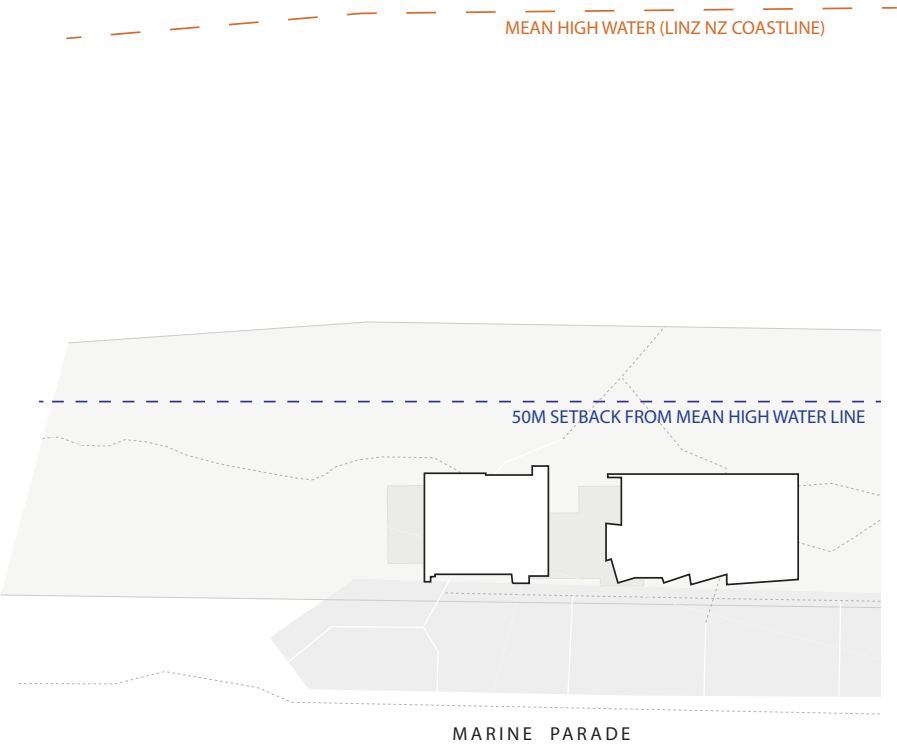 MEAN HIGH WATER (LINZ NZ COASTLINE)
50M SETBACK FROM MEAN HIGH WATER LINE
MARINE PARADE